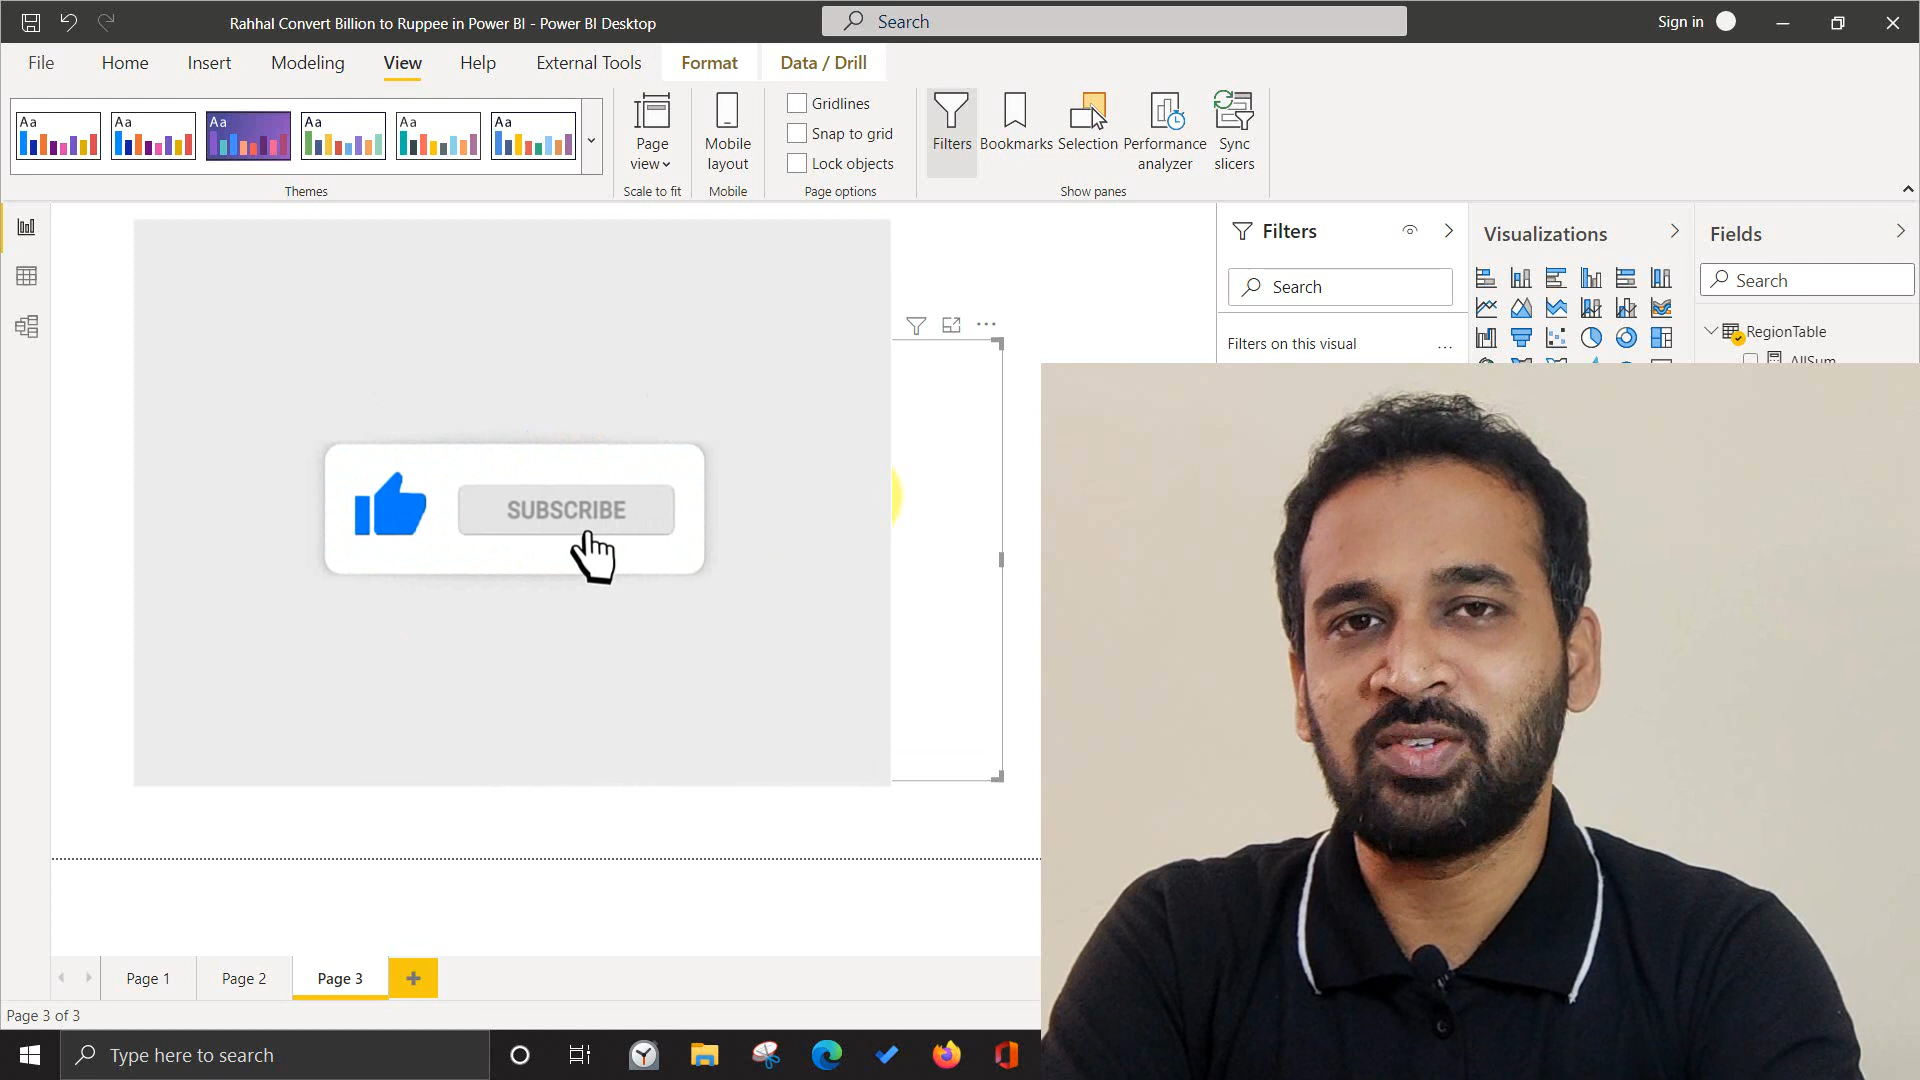 Rahhal Convert Billion to Ruppee in Power BI - Power BI Desktop
Search
Sign in
File
Home
Insert
Modeling
View
Help
External Tools
Format
Data / Drill
Aa
Aa
Aa
Aa
Aa
Aa
Page view
Mobile layout
Gridlines
Snap to grid
Lock objects
Filters
Bookmarks
Selection
Performance analyzer
Sync slicers
Themes
Scale to fit
Mobile
Page options
Show panes
Filters
Search
Filters on this visual
Visualizations
Fields
Search
RegionTable
AllSum
SUBSCRIBE
Page 1
Page 2
Page 3
Page 3 of 3
Type here to search